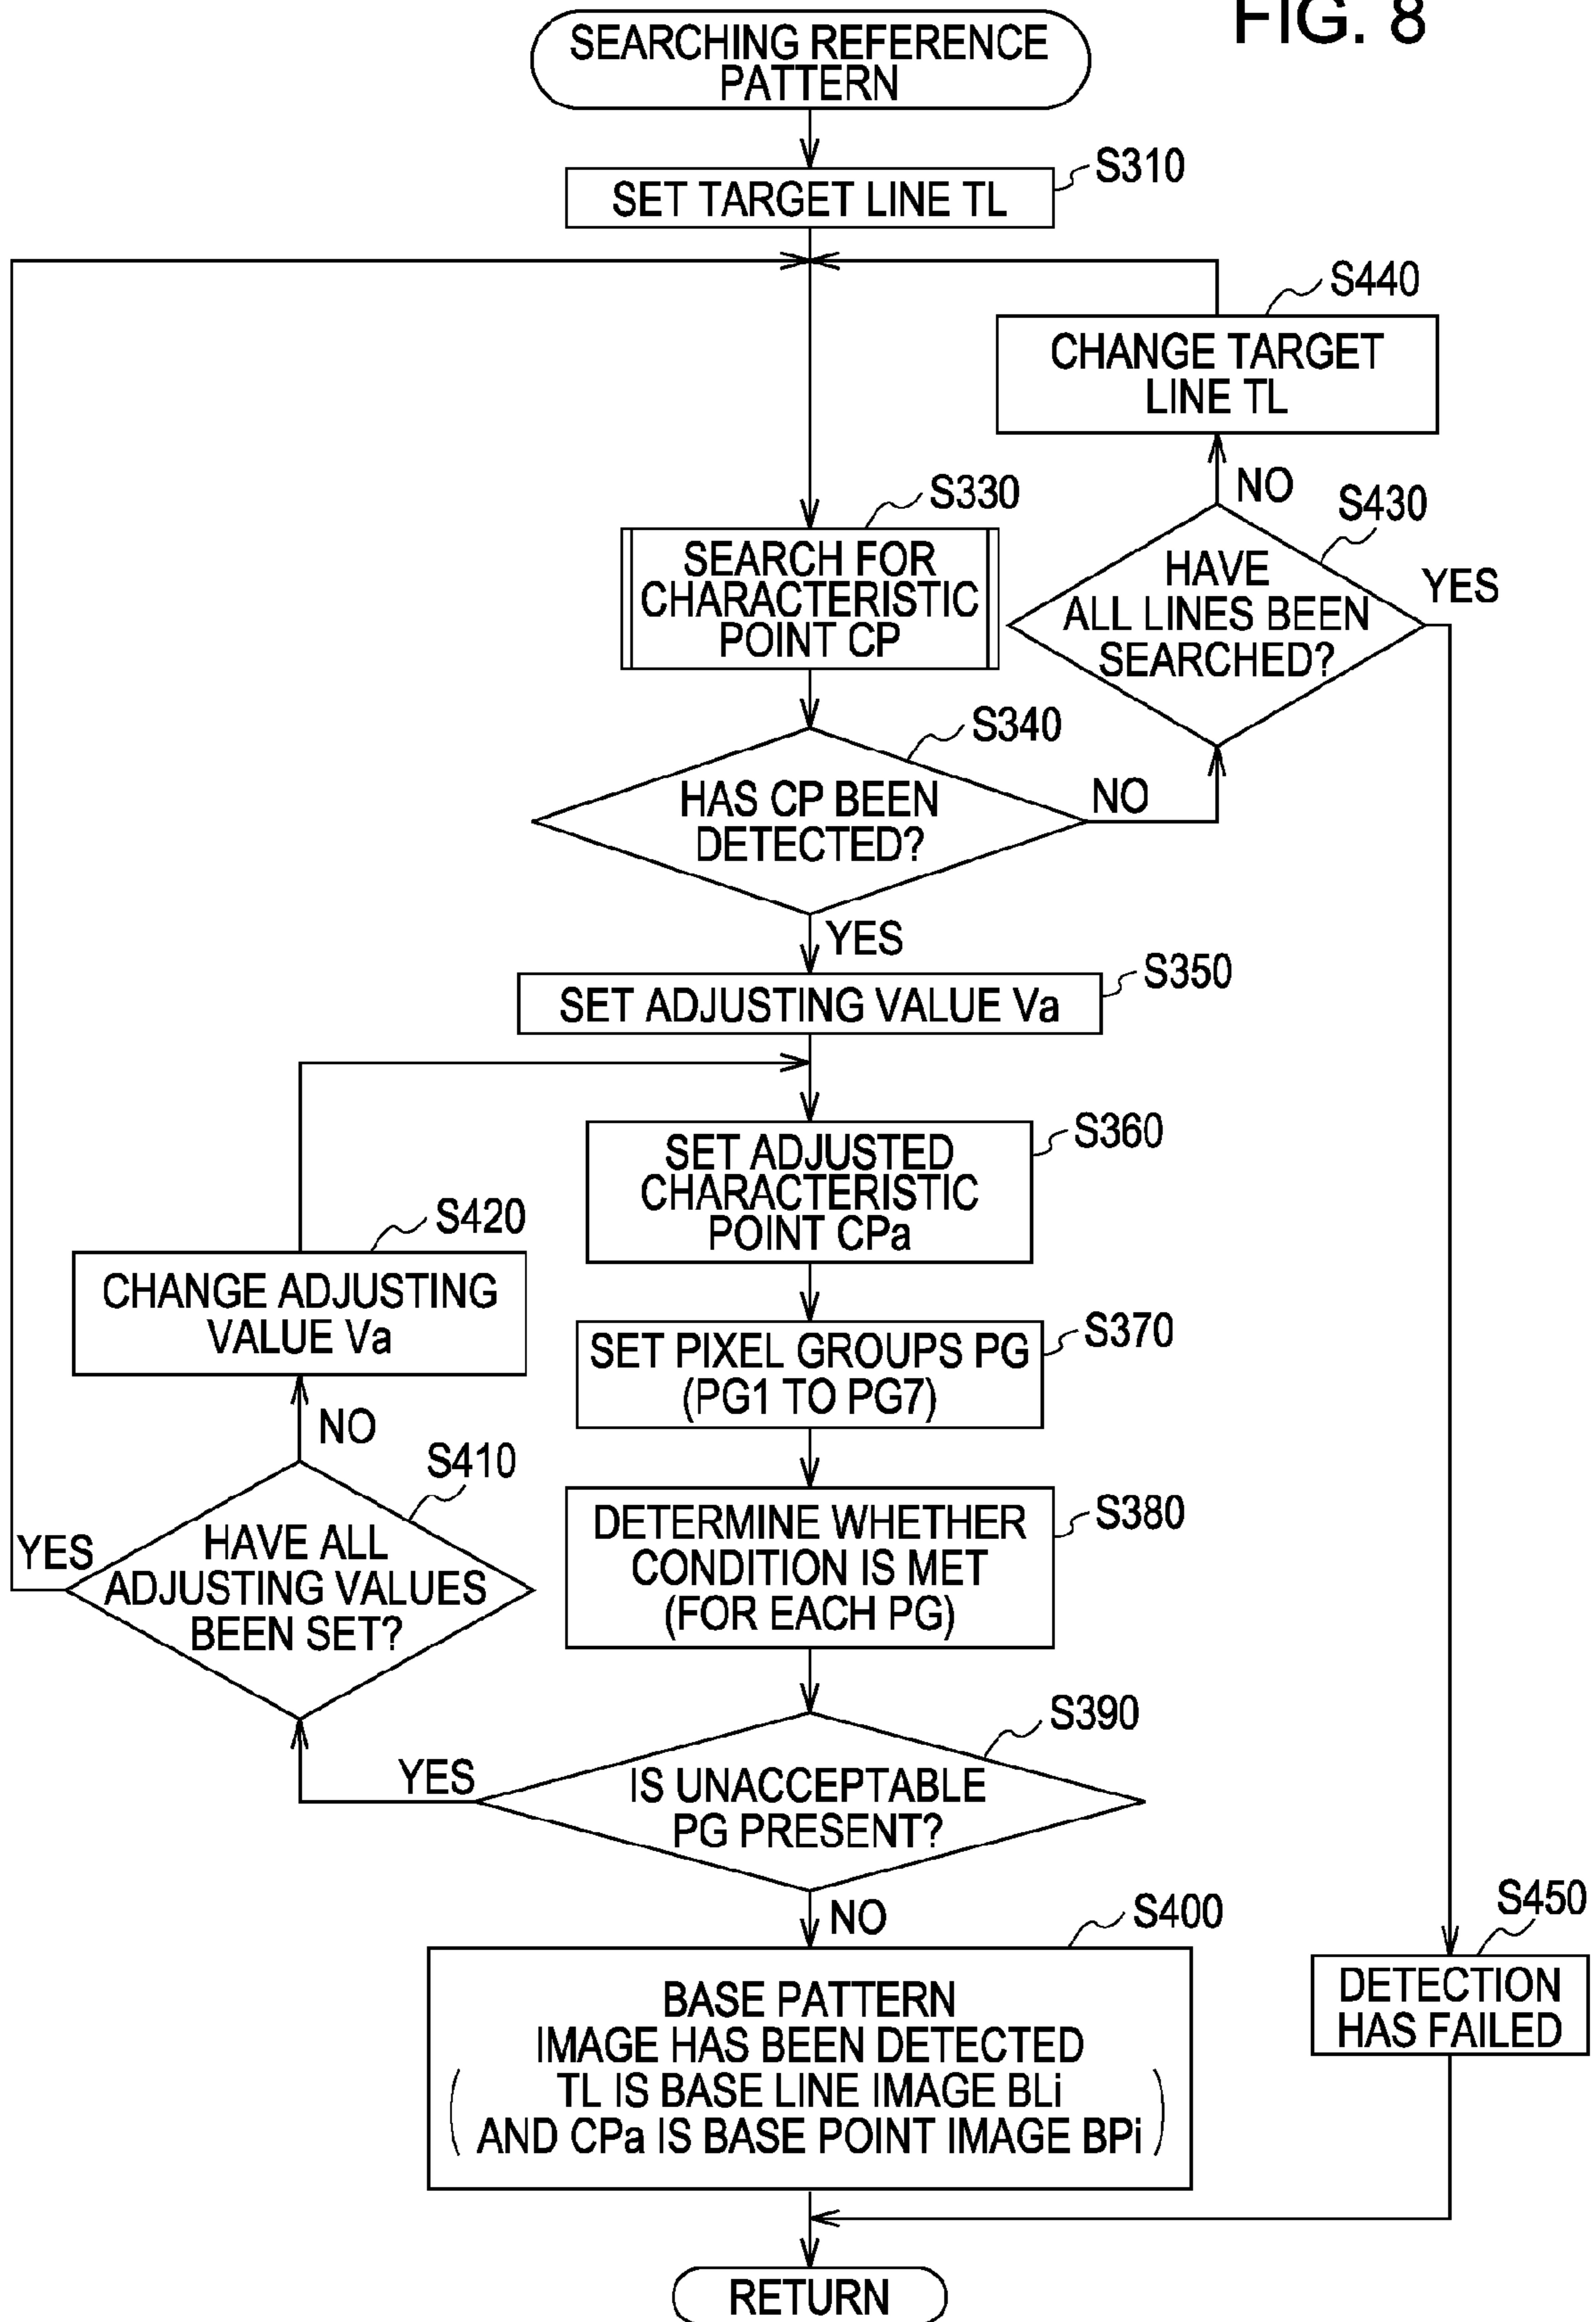 FIG. 8
SEARCHING REFERENCE
PATTERN
S310
SET TARGET LINE TL
S440
CHANGE TARGET
LINE TL
NO
S430
HAVE
ALL LINES BEEN
SEARCHED?
YES
S330
SEARCH FOR
CHARACTERISTIC
POINT CP
S340
HAS CP BEEN
DETECTED?
NO
YES
S350
SET ADJUSTING VALUE Va
S360
SET ADJUSTED
CHARACTERISTIC
POINT CPa
S420
CHANGE ADJUSTING
VALUE Va
S370
SET PIXEL GROUPS PG
(PG1 TO PG7)
NO
S410
HAVE ALL
ADJUSTING VALUES
BEEN SET?
YES
S380
DETERMINE WHETHER
CONDITION IS MET
(FOR EACH PG)
S390
IS UNACCEPTABLE
PG PRESENT?
YES
NO
S400
BASE PATTERN
IMAGE HAS BEEN DETECTED
( TL IS BASE LINE IMAGE BLi
AND CPa IS BASE POINT IMAGE BPi )
S450
DETECTION
HAS FAILED
RETURN